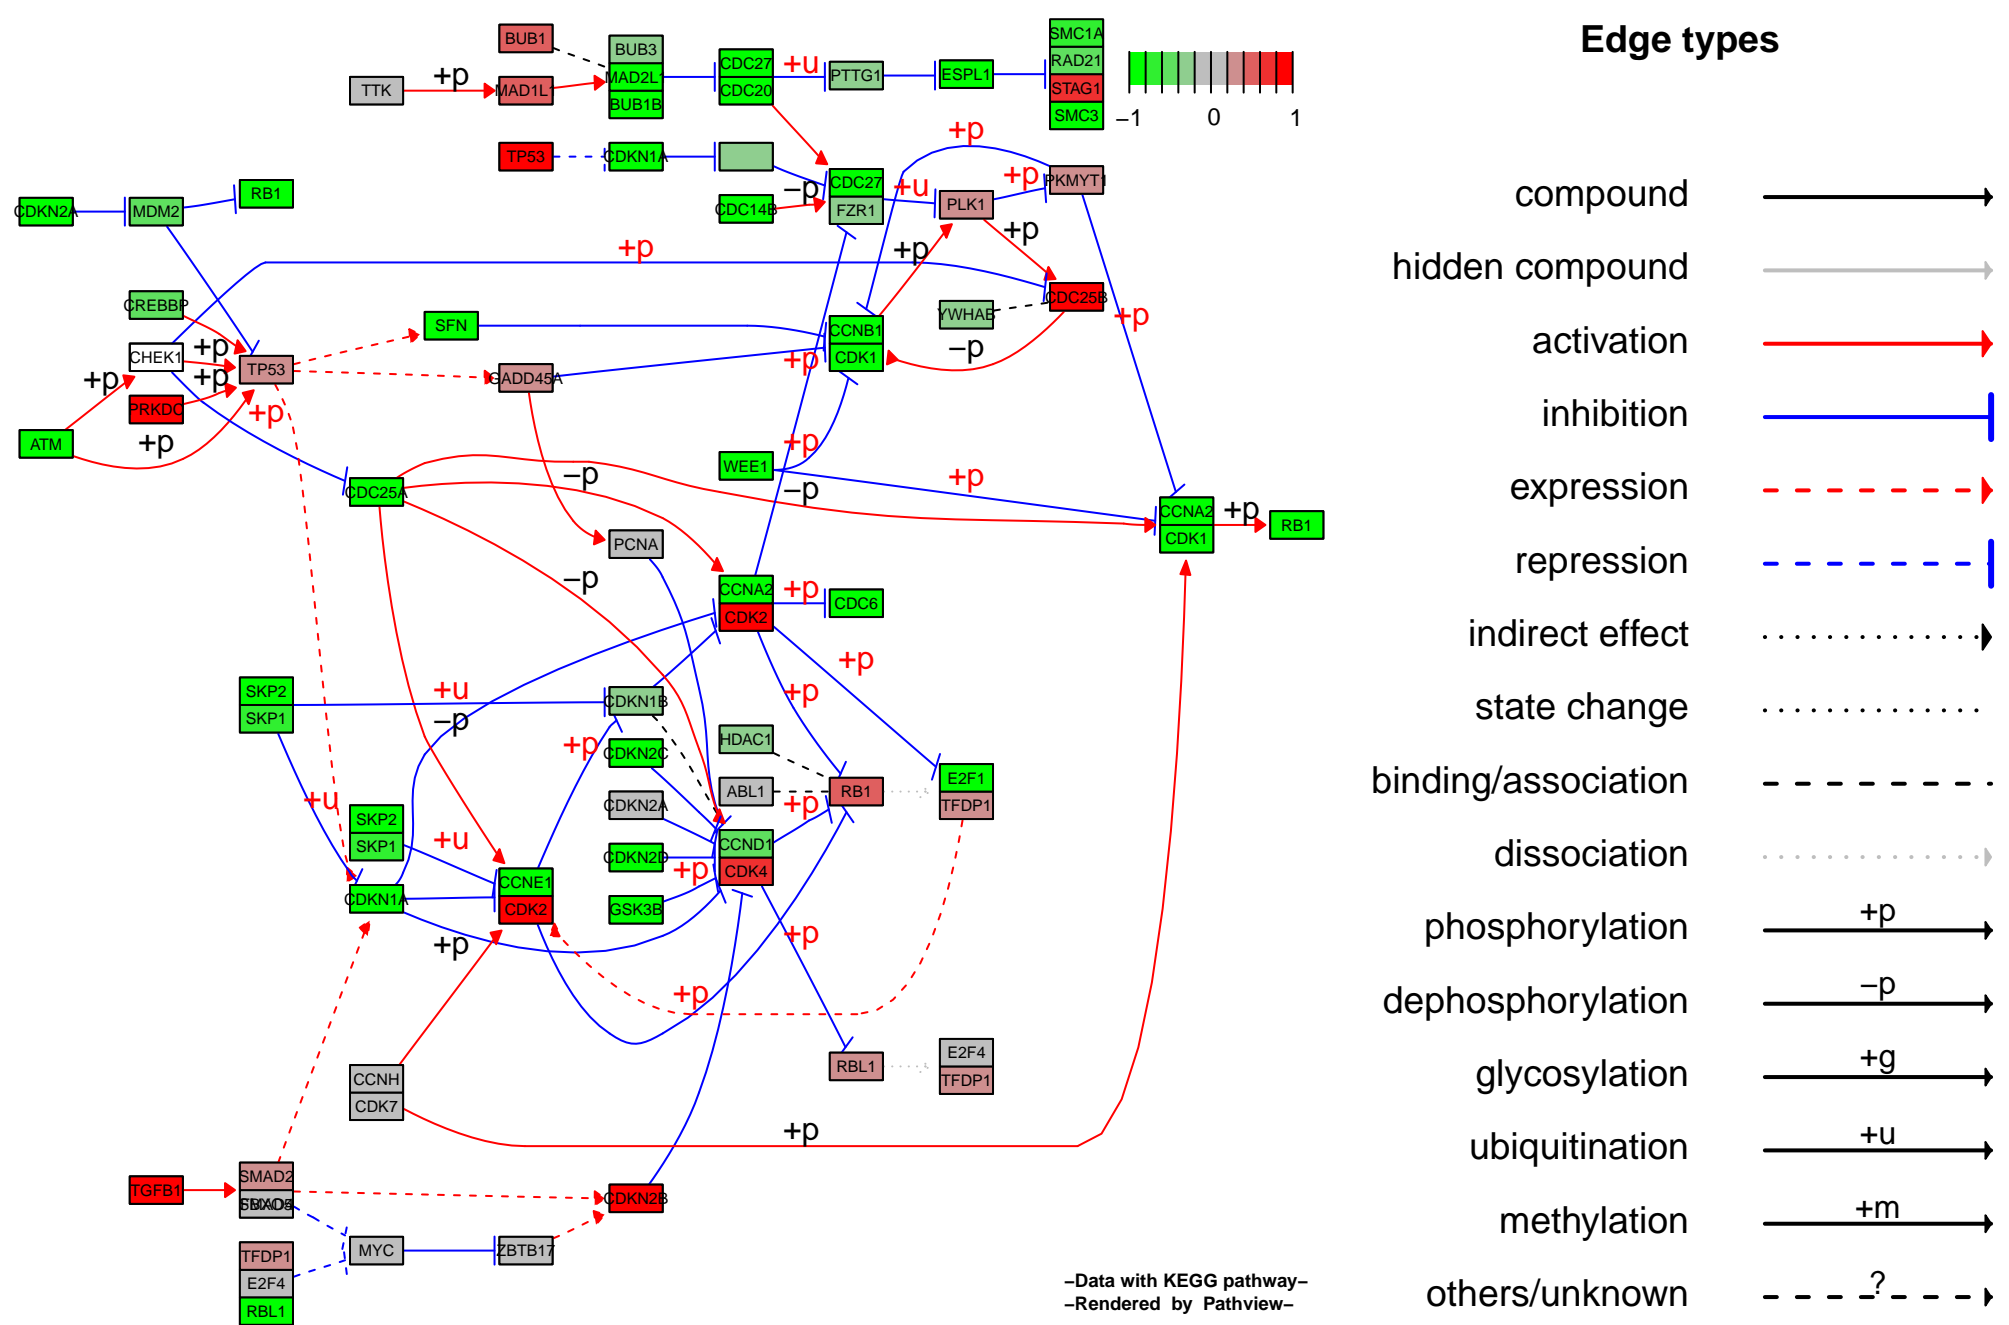 Edge types
BUB1
BUB3
SMC1A
CDC27
RAD21
TTK
+p
MAD1L1
MAD2L1
+u
PTTG1
ESPL1
STAG1
CDC20
BUB1B
SMC3
−1
0
1
+p
TP53
CDKN1A
CDC27
PKMYT1
RB1
−p
+u
+p
CDKN2A
MDM2
CDC14B
FZR1
PLK1
+p
+p
+p
CREBBP
CDC25B
YWHAB
SFN
CCNB1
+p
CHEK1
+p
CDK1
−p
+p
TP53
+p
GADD45A
+p
+p
PRKDC
+p
ATM
+p
+p
WEE1
−p
+p
CDC25A
−p
CCNA2
+p
RB1
CDK1
PCNA
−p
CCNA2
+p
CDC6
CDK2
+p
SKP2
+u
CDKN1B
+p
SKP1
−p
HDAC1
+p
CDKN2C
E2F1
ABL1
RB1
+u
CDKN2A
+p
TFDP1
SKP2
SKP1
+u
CCND1
CDKN2D
CDK4
+p
CCNE1
CDKN1A
CDK2
GSK3B
+p
+p
+p
RBL1
E2F4
TFDP1
CCNH
CDK7
+p
TGFB1
SMAD2
CDKN2B
MYC
ZBTB17
TFDP1
E2F4
RBL1
–Data with KEGG pathway–
–Rendered by Pathview–
compound
hidden compound
activation
inhibition
expression
repression
indirect effect
state change
binding/association
dissociation
phosphorylation +p
dephosphorylation −p
glycosylation +g
ubiquitination +u
methylation +m
others/unknown ?